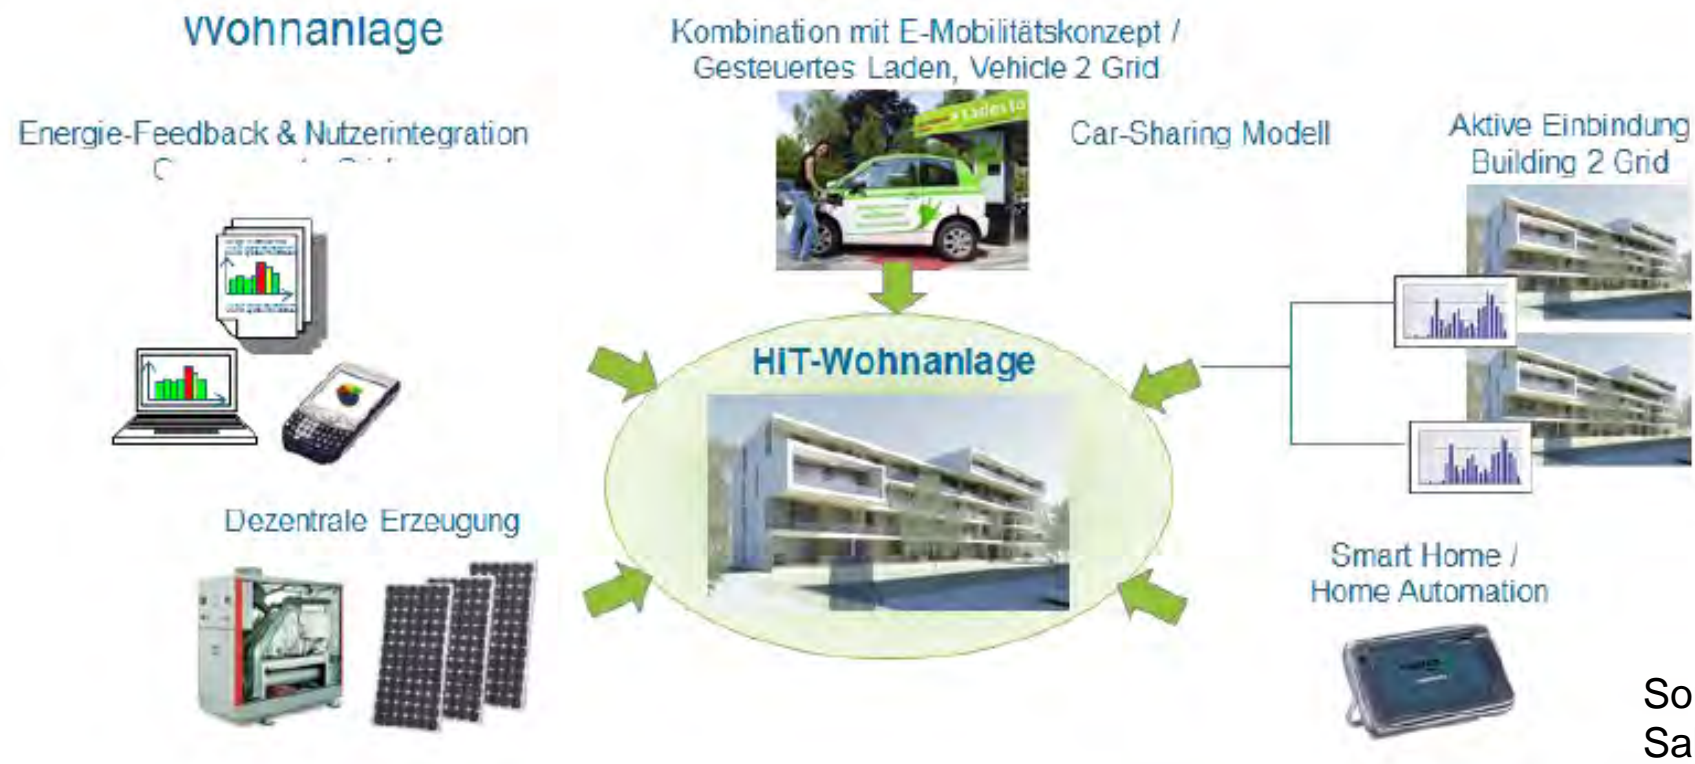 Wohnanlage
Kombination mit E-Mobilitätskonzept /
Gesteuertes Laden, Vehicle 2 Grid
Energie-Feedback & Nutzerintegration
Car-Sharing Modell
Aktive Einbindung
Building 2 Grid
HiT-Wohnanlage
Dezentrale Erzeugung
Smart Home /
Home Automation
So
Sa